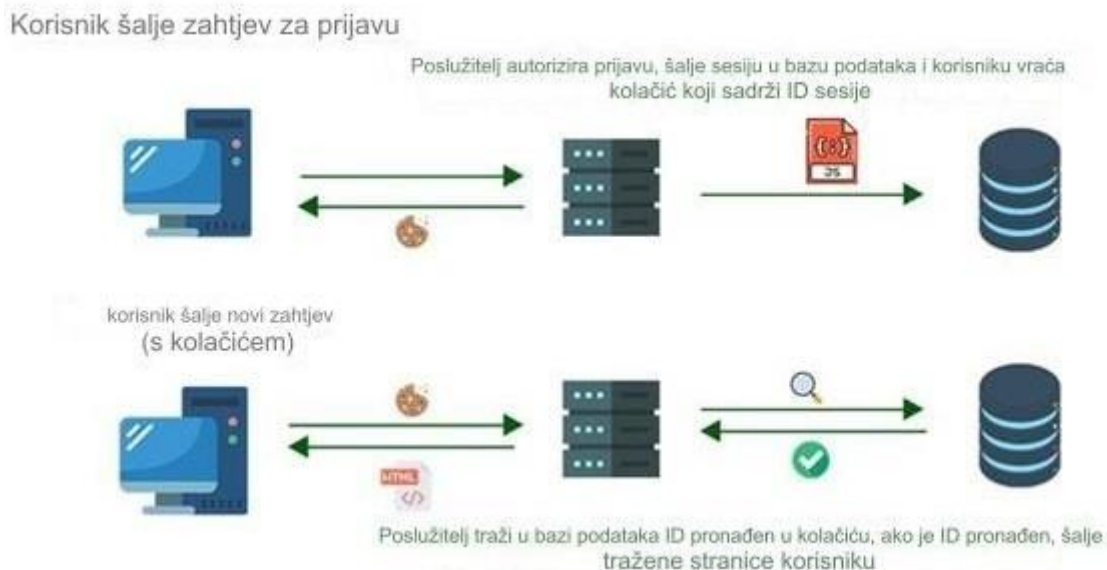 Korisnik šalje zahtjev za prijavu
Poslužitelj autorizira prijavu, šalje sesiju u bazu podataka i korisniku vraća
kolačić koji sadrži ID sesije
{:}
JS
korisnik šalje novi zahtjev
(s kolačićem)
HTML
</>
Poslužitelj traži u bazi podataka ID pronađen u kolačiću, ako je ID pronađen, šalje
tražene stranice korisniku